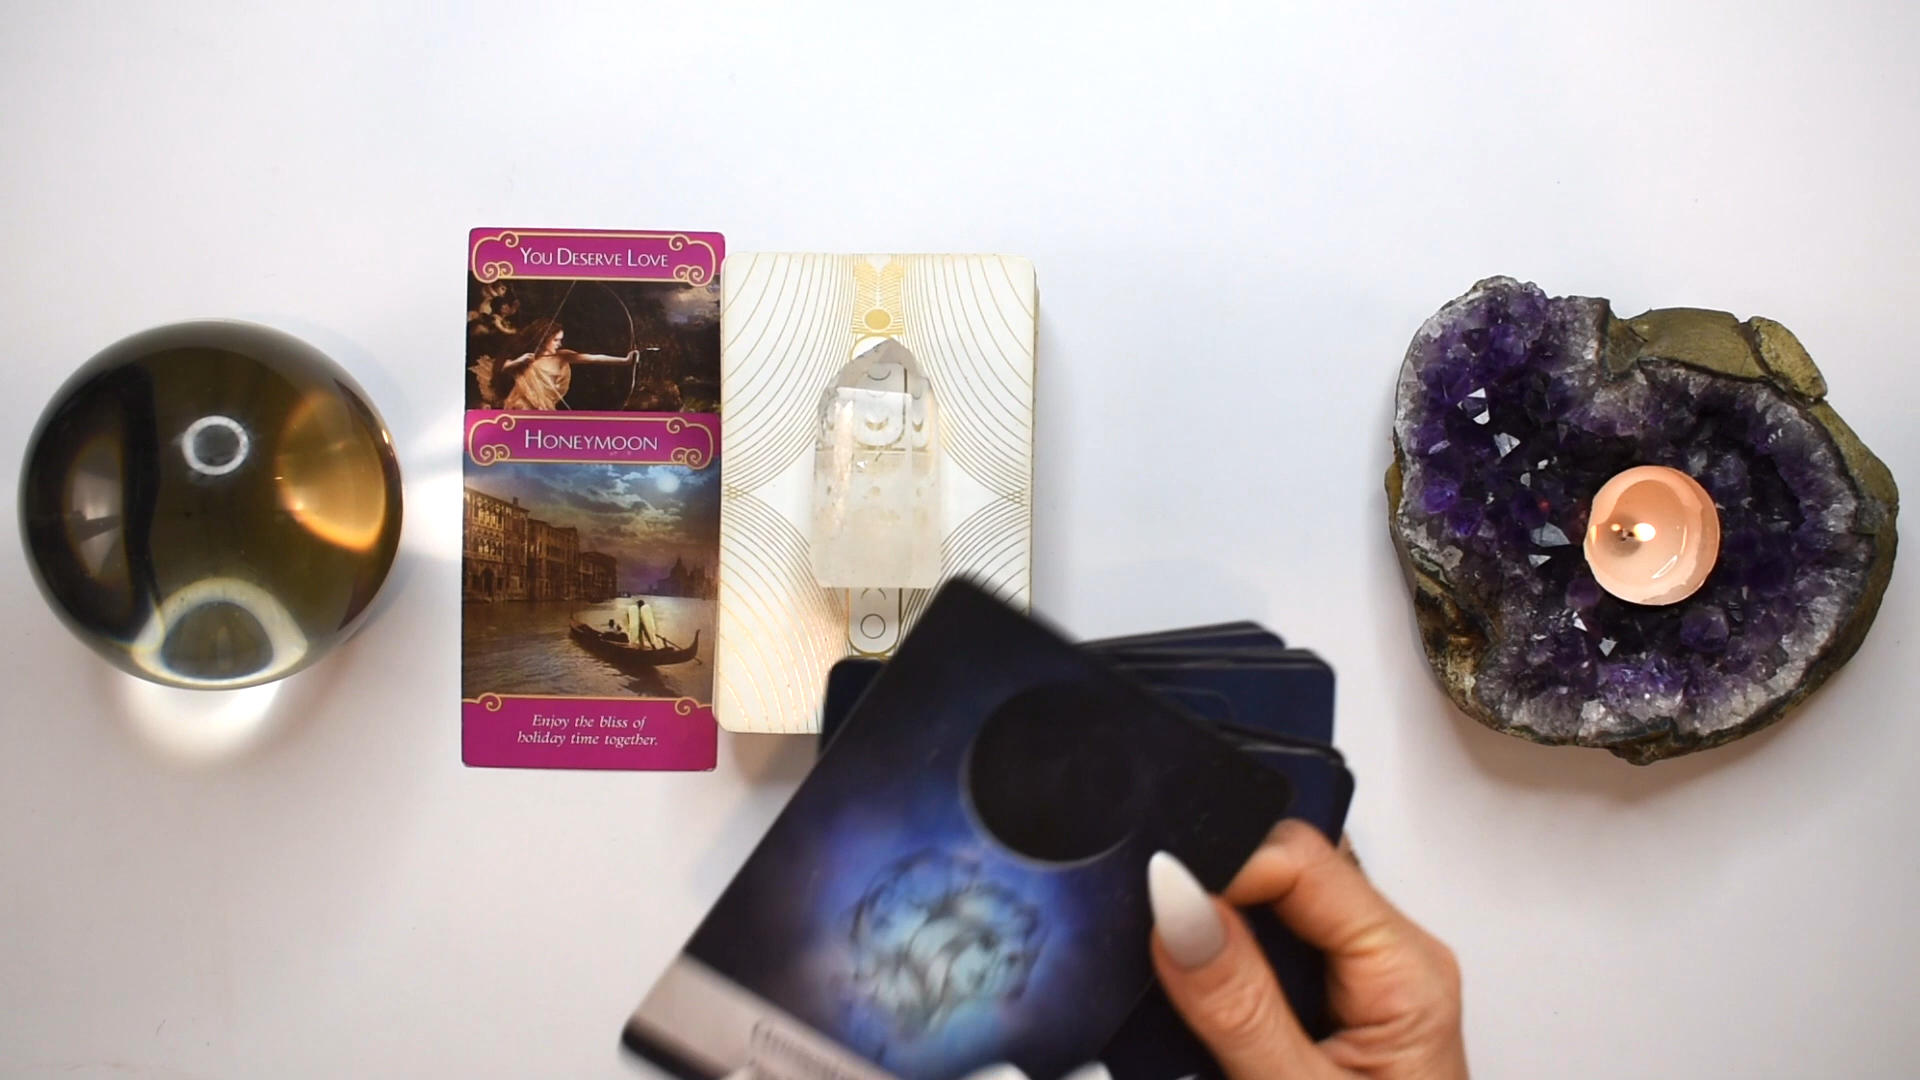 You Deserve Love
Honeymoon
Enjoy the bliss of
holiday time together.